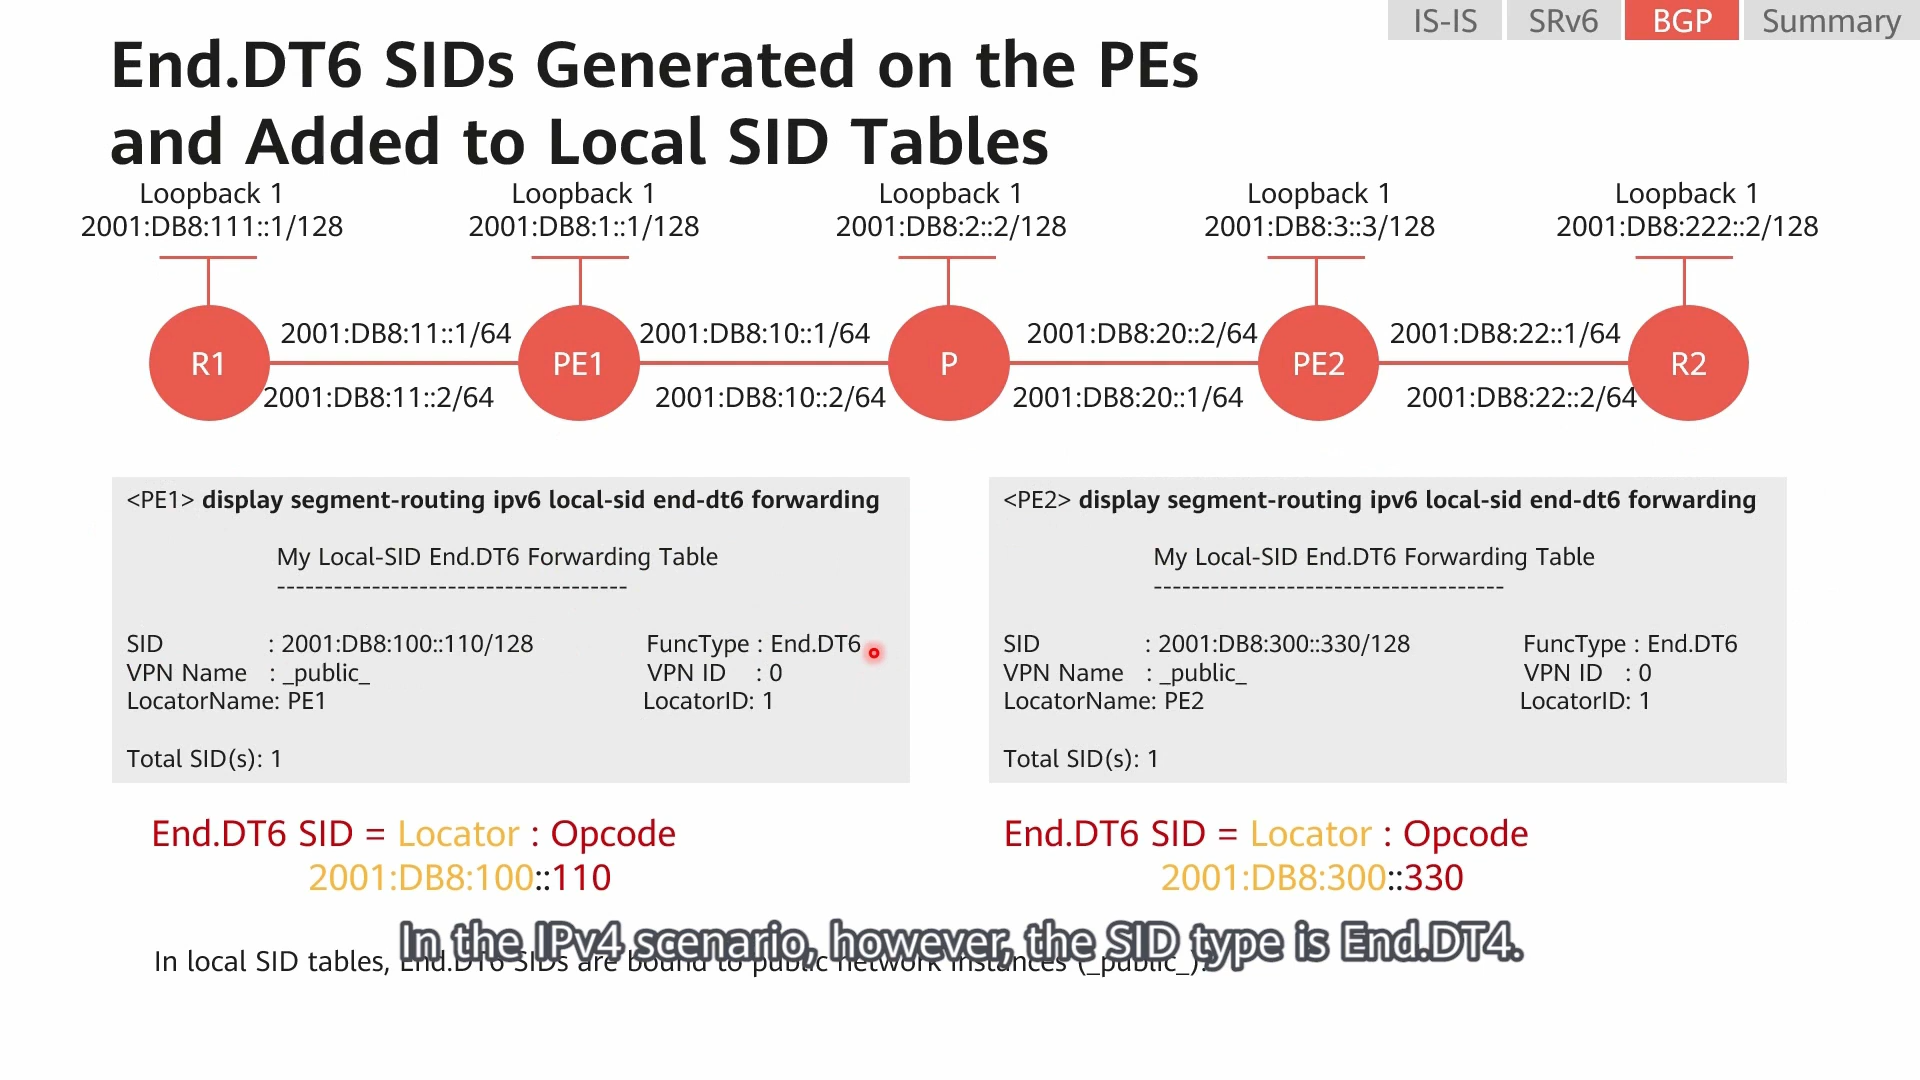 IS-IS SRv6 BGP Summary
End.DT6 SIDs Generated on the PEs
and Added to Local SID Tables
Loopback 1 Loopback 1 Loopback 1 Loopback 1 Loopback 1
2001:DB8:111::1/128 2001:DB8:1::1/128 2001:DB8:2::2/128 2001:DB8:3::3/128 2001:DB8:222::2/128
2001:DB8:11::1/64 2001:DB8:10::1/64 2001:DB8:20::2/64 2001:DB8:22::1/64
R1 PE1 P PE2 R2
2001:DB8:11::2/64 2001:DB8:10::2/64 2001:DB8:20::1/64 2001:DB8:22::2/64
<PE1> display segment-routing ipv6 local-sid end-dt6 forwarding
My Local-SID End.DT6 Forwarding Table
-------------------------------------
SID : 2001:DB8:100::110/128 FuncType : End.DT6
VPN Name : _public_ VPN ID : 0
LocatorName: PE1 LocatorID: 1
Total SID(s): 1
<PE2> display segment-routing ipv6 local-sid end-dt6 forwarding
My Local-SID End.DT6 Forwarding Table
-------------------------------------
SID : 2001:DB8:300::330/128 FuncType : End.DT6
VPN Name : _public_ VPN ID : 0
LocatorName: PE2 LocatorID: 1
Total SID(s): 1
End.DT6 SID = Locator : Opcode
2001:DB8:100::110
End.DT6 SID = Locator : Opcode
2001:DB8:300::330
In the IPv4 scenario, however, the SID type is End.DT4.
In local SID tables, End.DT6 SIDs are bound to public network instances (_public_).